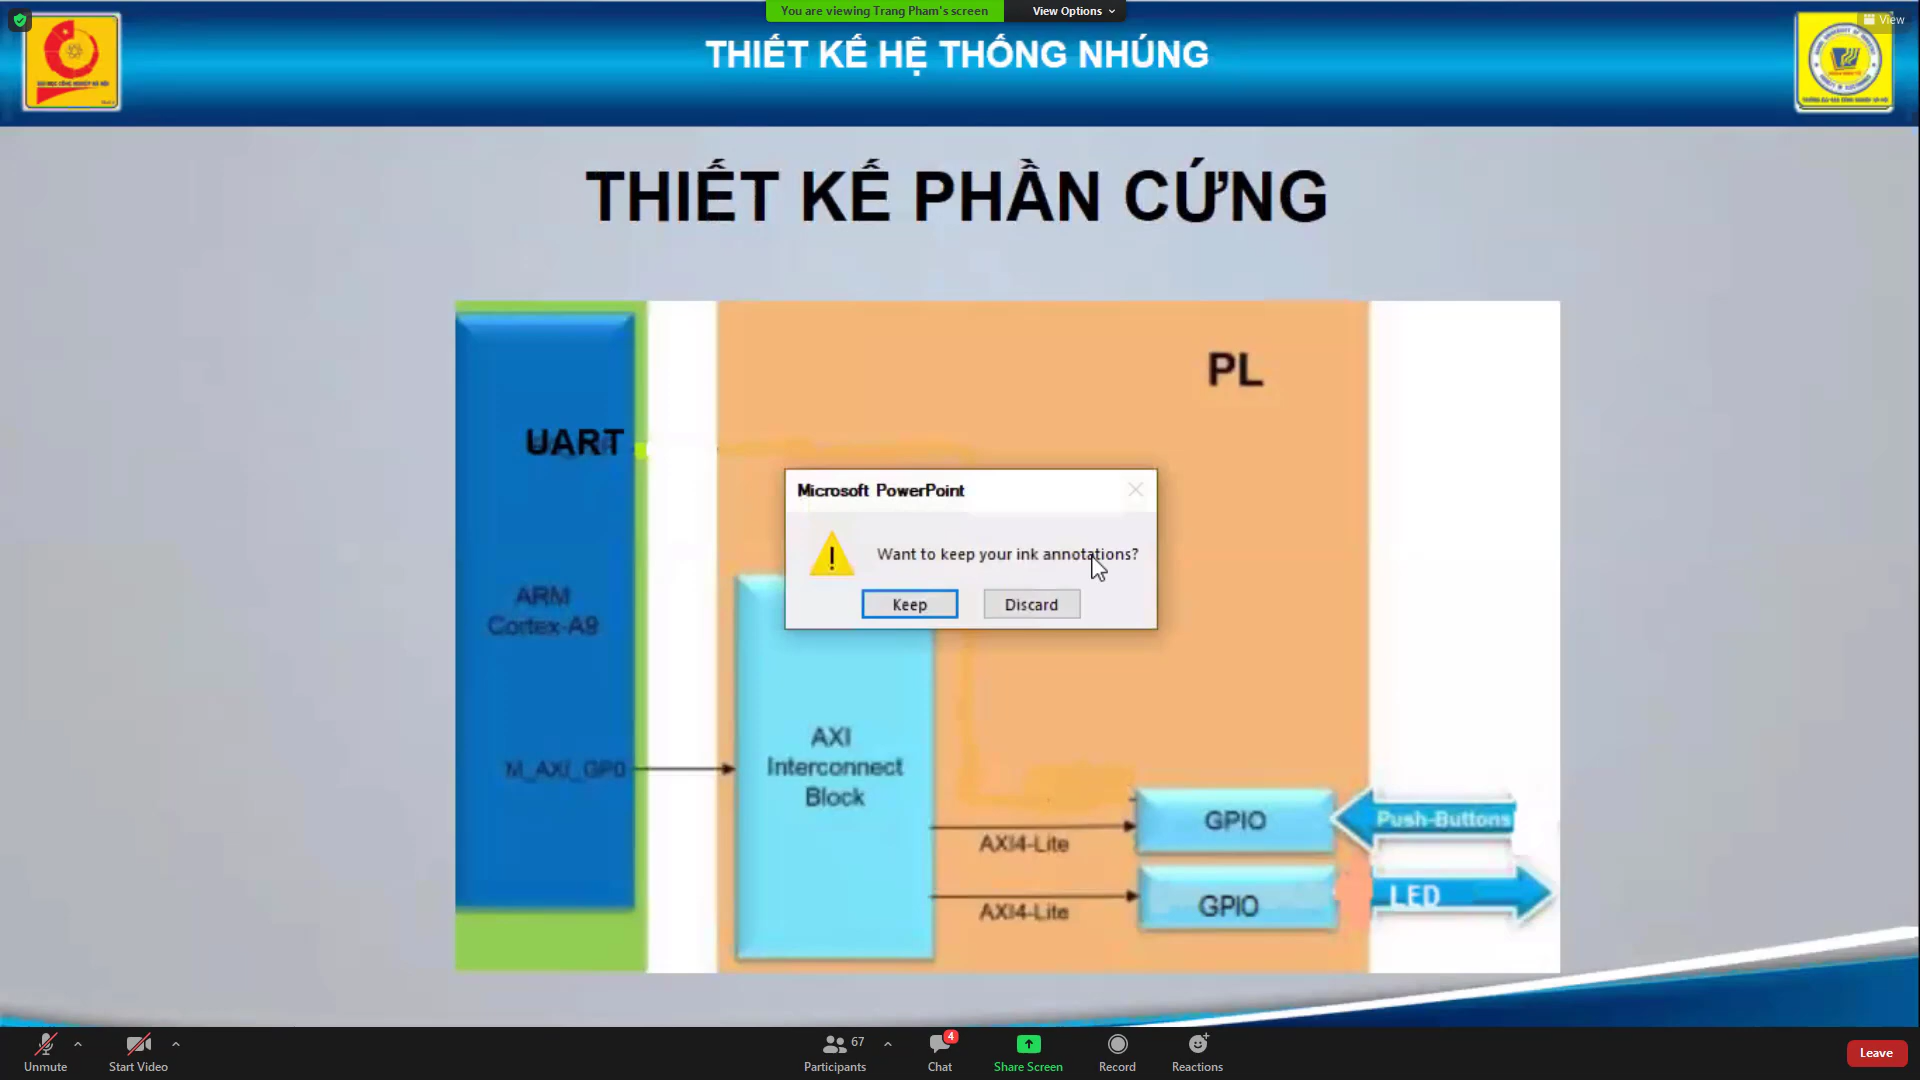 You are viewing Trang Pham's screen
View Options
View
THIẾT KẾ HỆ THỐNG NHÚNG
THIẾT KẾ PHẦN CỨNG
PL
UART
Microsoft PowerPoint
Want to keep your ink annotations?
Keep
Discard
ARM
Cortex-A9
M_AXI_GP0
AXI
Interconnect
Block
AXI4-Lite
AXI4-Lite
GPIO
GPIO
Push-Buttons
LED
Unmute
Start Video
67
Participants
4
Chat
Share Screen
Record
Reactions
Leave